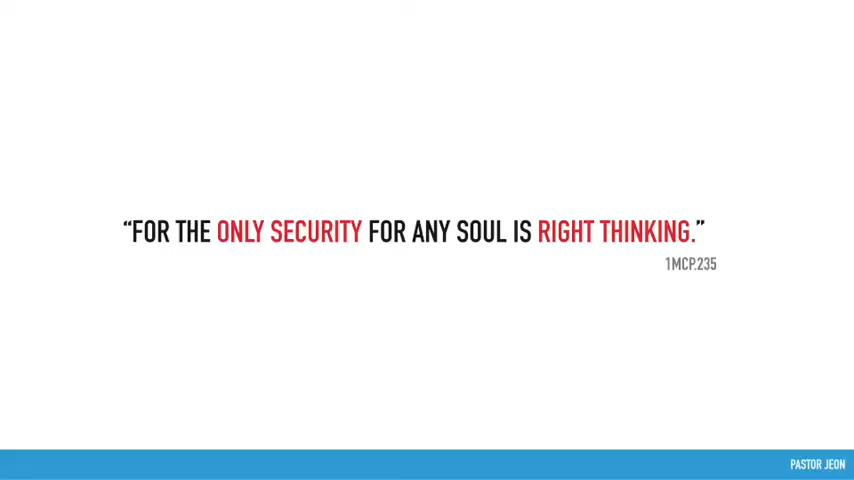 “FOR THE ONLY SECURITY FOR ANY SOUL IS RIGHT THINKING.”
1MCP.235
PASTOR JEON